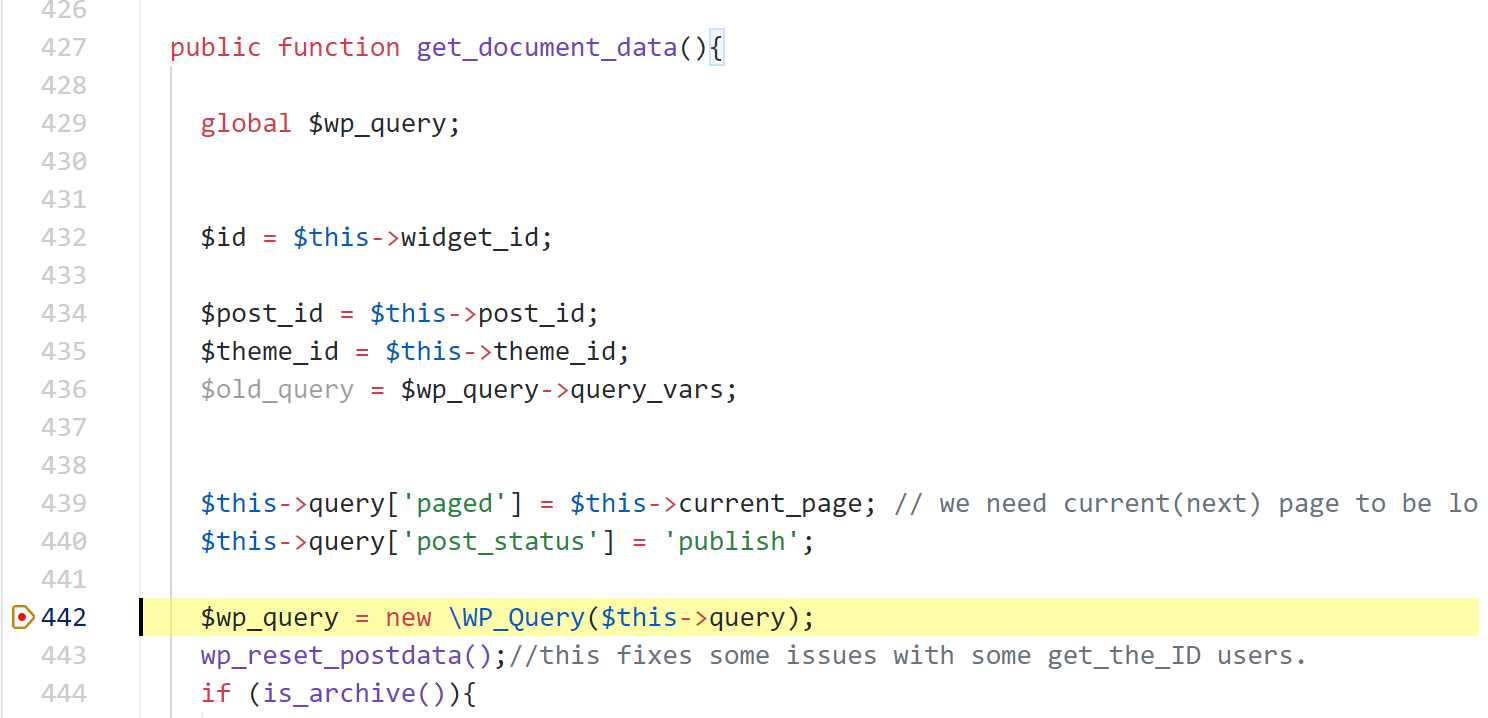 426
427 public function get_document_data(){
428
429 global $wp_query;
430
431
432 $id = $this->widget_id;
433
434 $post_id = $this->post_id;
435 $theme_id = $this->theme_id;
436 $old_query = $wp_query->query_vars;
437
438
439 $this->query['paged'] = $this->current_page; // we need current(next) page to be lo
440 $this->query['post_status'] = 'publish';
441
442 $wp_query = new \WP_Query($this->query);
443 wp_reset_postdata();//this fixes some issues with some get_the_ID users.
444 if (is_archive()){